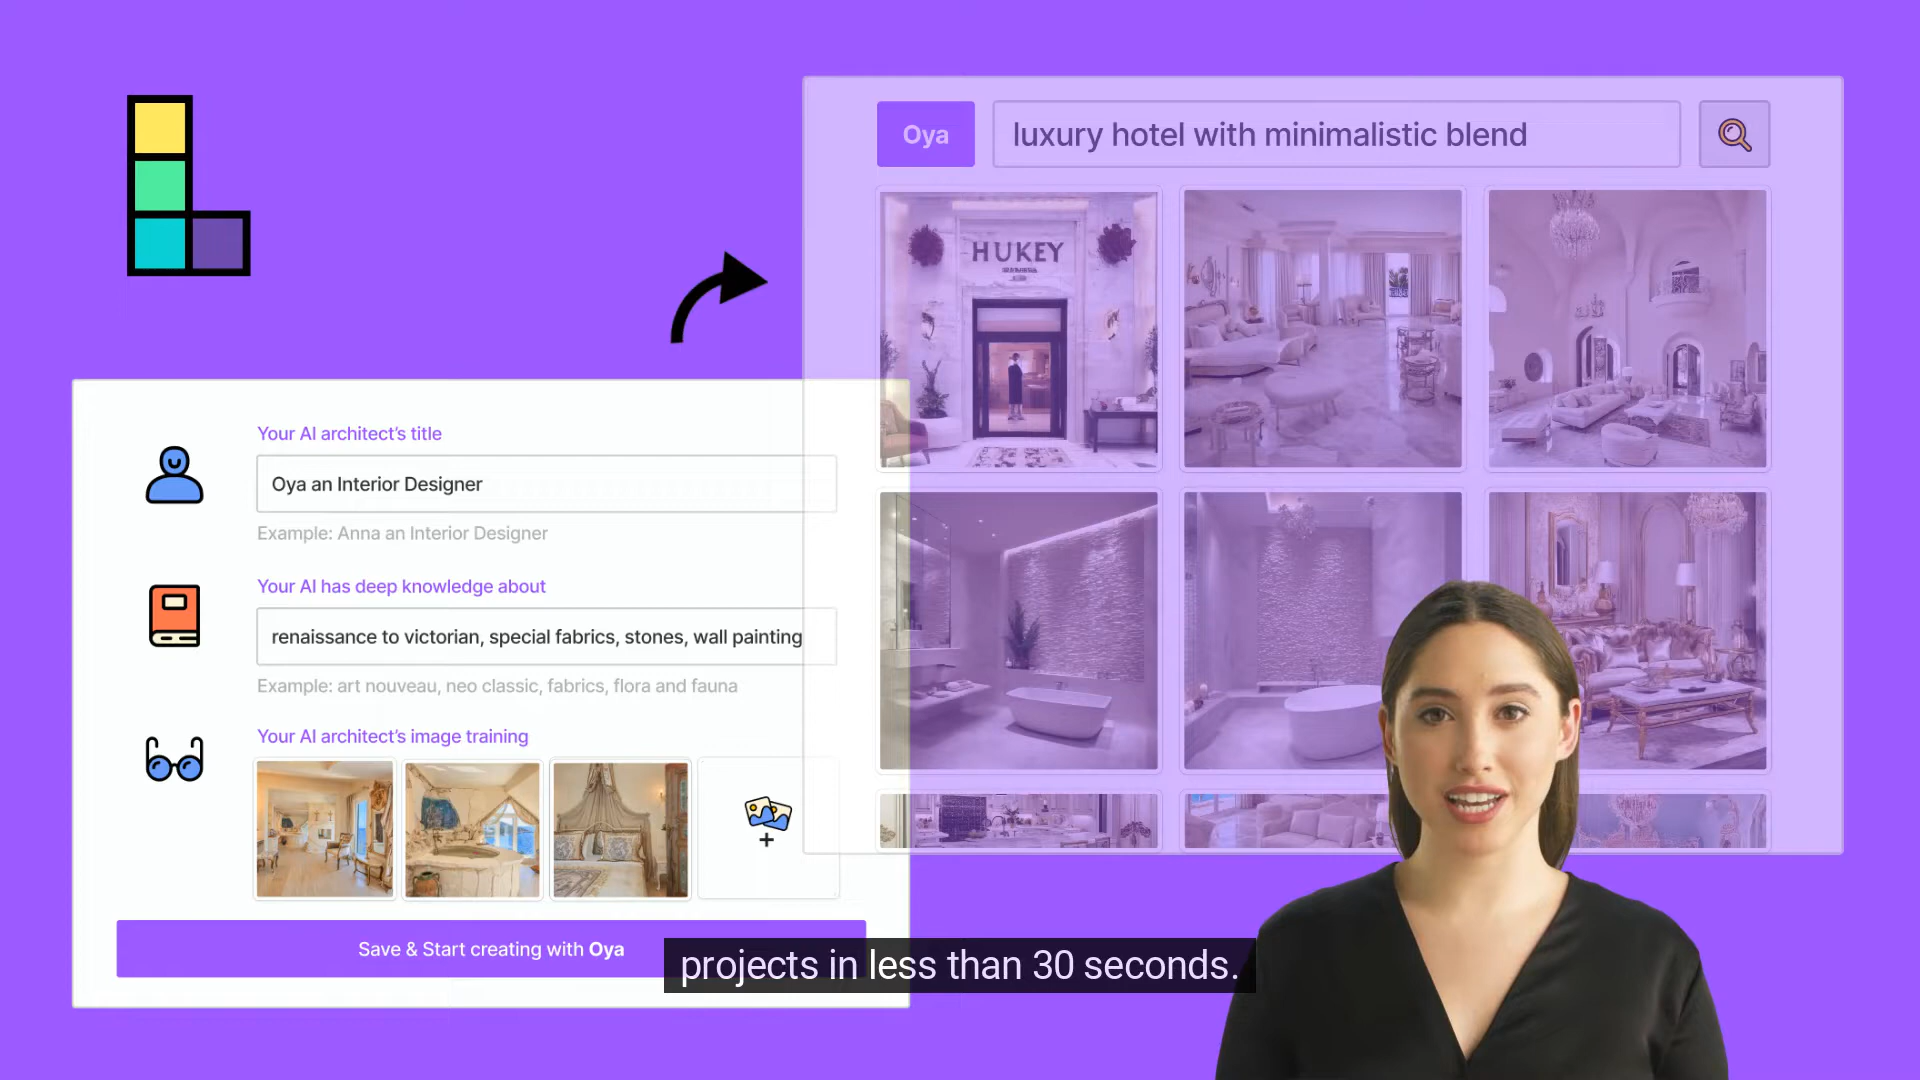 Oya
luxury hotel with minimalistic blend
HUKEY
Your AI architect's title
Oya an Interior Designer
Example: Anna an Interior Designer
Your AI has deep knowledge about
renaissance to victorian, special fabrics, stones, wall painting
Example: art nouveau, neo classic, fabrics, flora and fauna
Your AI architect's image training
+
Save & Start creating with Oya
projects in less than 30 seconds.